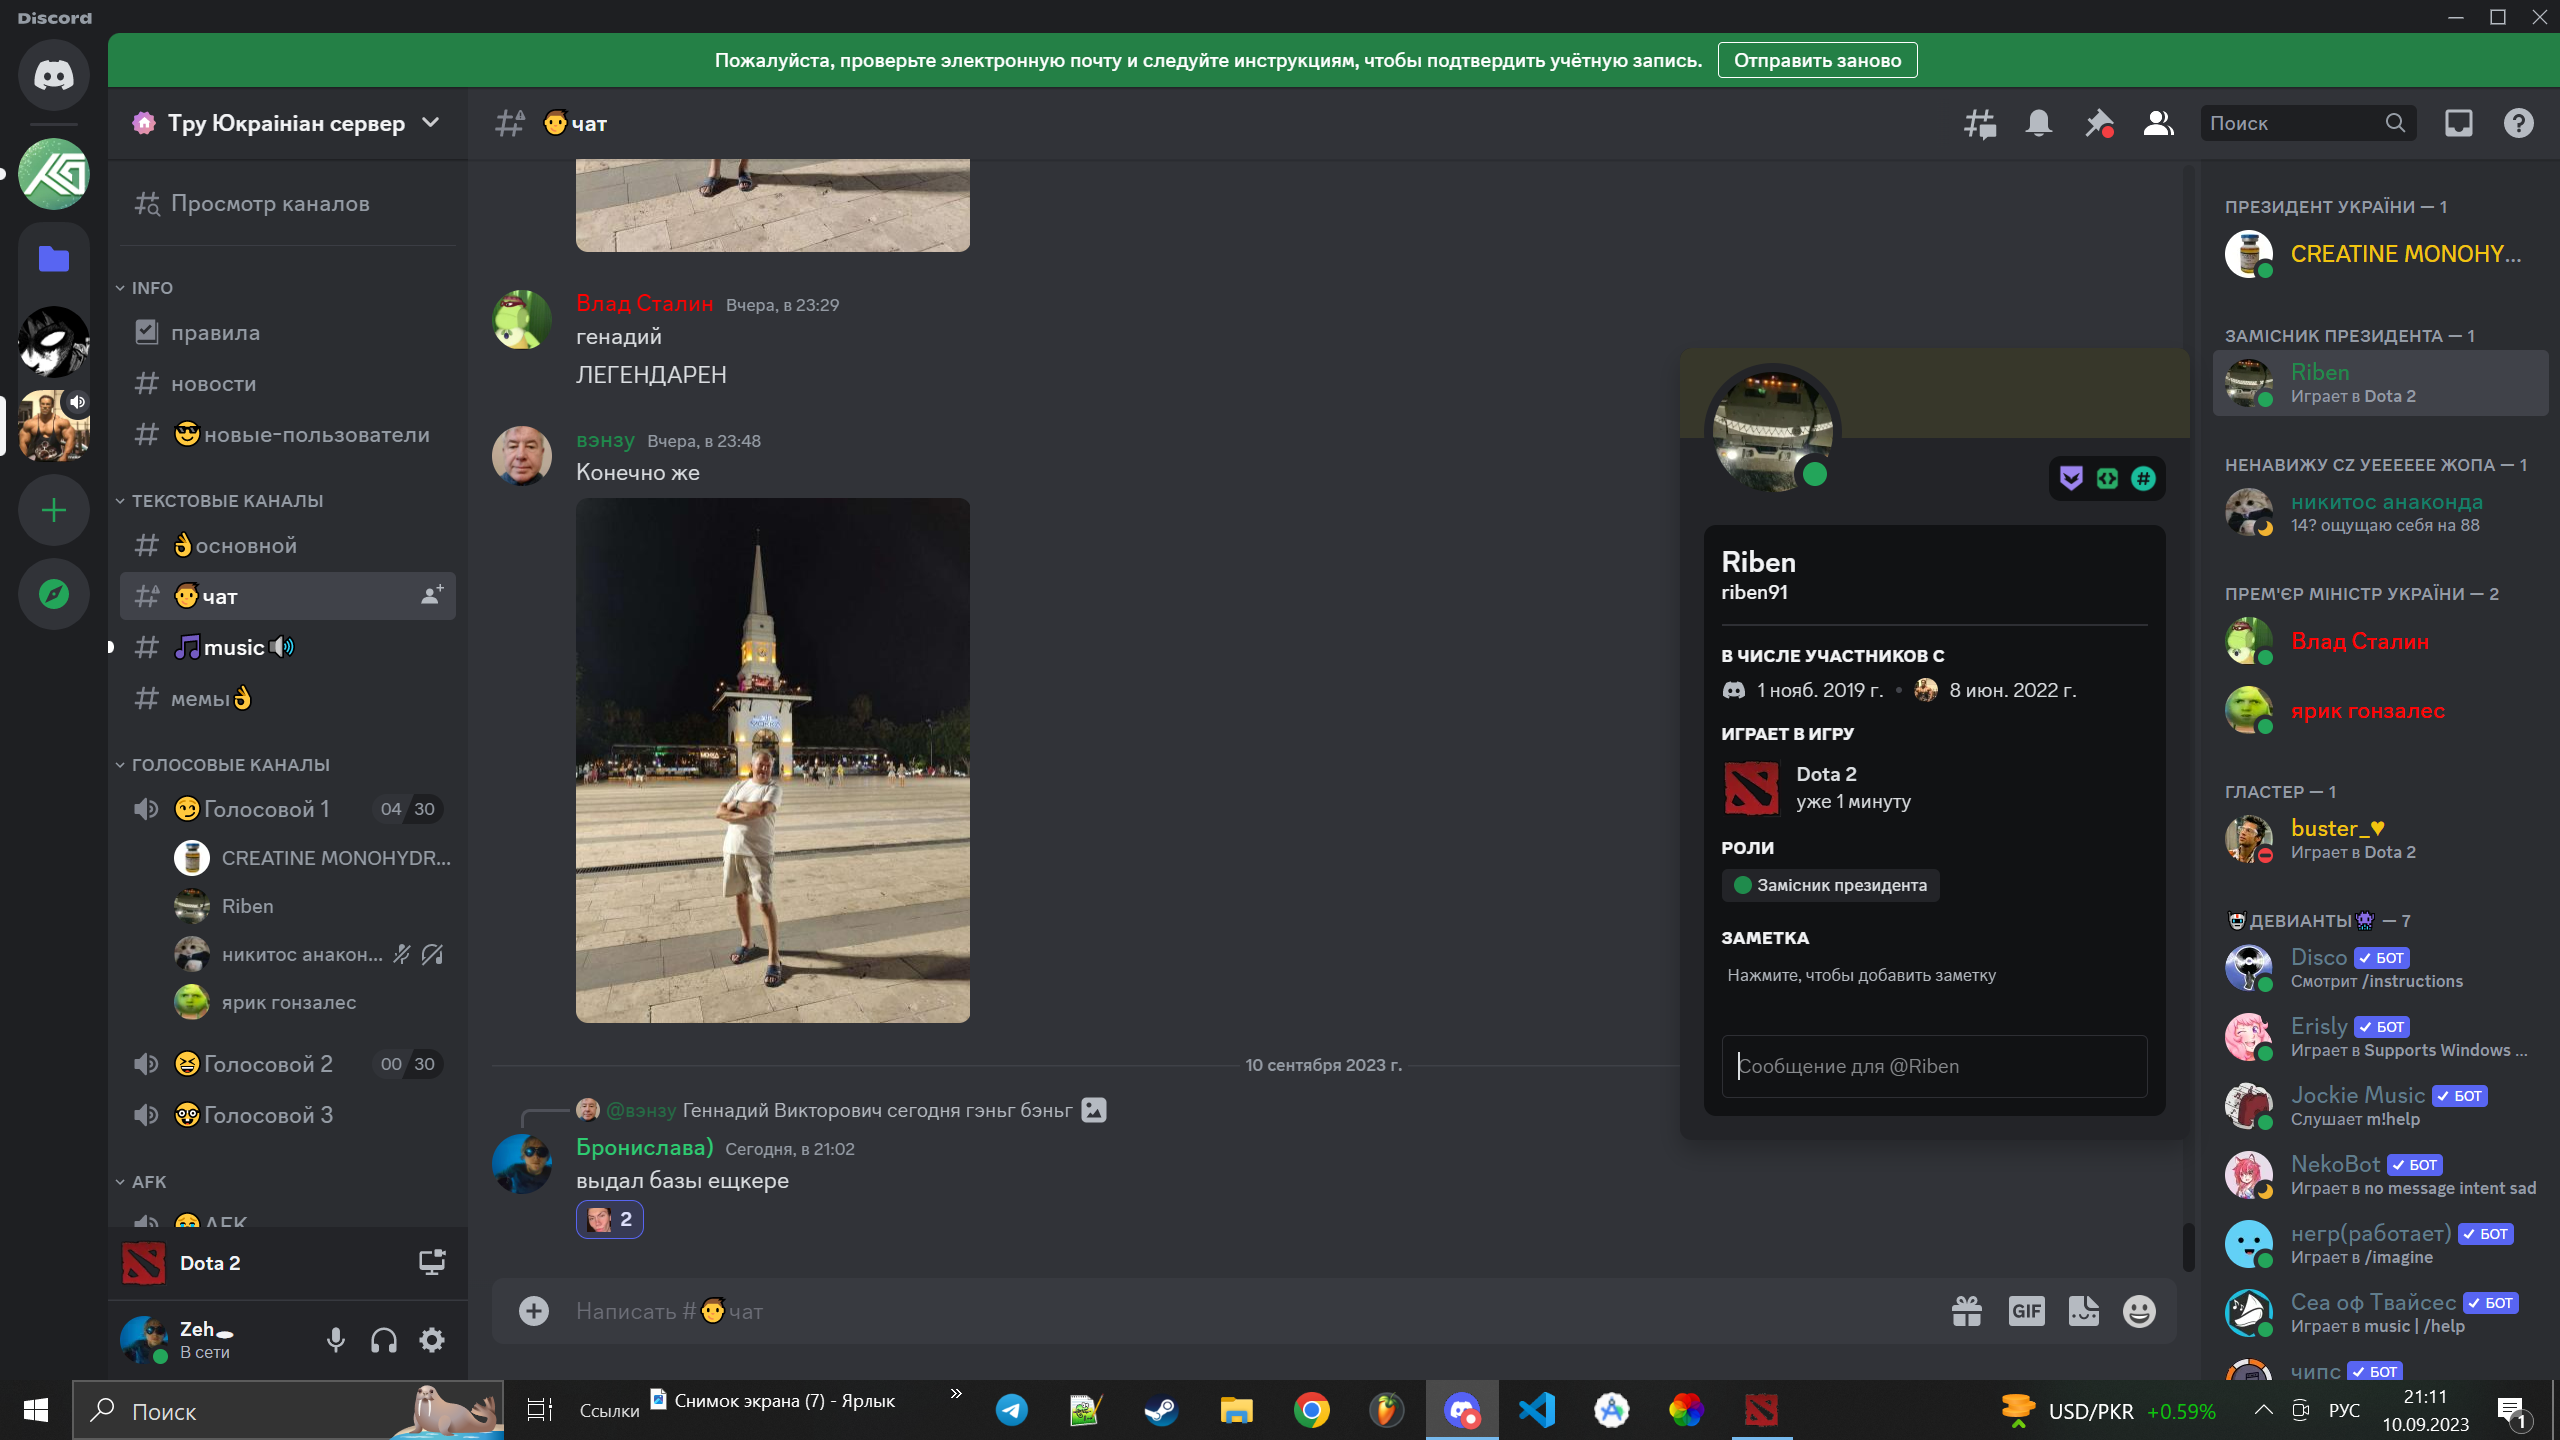 Discord
Пожалуйста, проверьте электронную почту и следуйте инструкциям, чтобы подтвердить учётную запись.
Отправить заново
Тру Юкраініан сервер
Просмотр каналов
INFO
правила
новости
новые-пользователи
ТЕКСТОВЫЕ КАНАЛЫ
основной
чат
music
мемы
ГОЛОСОВЫЕ КАНАЛЫ
Голосовой 1
04 30
CREATINE MONOHYDR...
Riben
никитос анакон...
ярик гонзалес
Голосовой 2
00 30
Голосовой 3
AFK
AFK
Dota 2
Zeh
В сети
чат
Поиск
Влад Сталин Вчера, в 23:29
генадий
ЛЕГЕНДАРЕН
вэнзу Вчера, в 23:48
Конечно же
10 сентября 2023 г.
@вэнзу Геннадий Викторович сегодня гэньг бэньг
Бронислава) Сегодня, в 21:02
выдал базы ещкере
2
Написать # чат
GIF
Riben
riben91
В ЧИСЛЕ УЧАСТНИКОВ С
1 нояб. 2019 г. • 8 июн. 2022 г.
ИГРАЕТ В ИГРУ
Dota 2
уже 1 минуту
РОЛИ
Замісник президента
ЗАМЕТКА
Нажмите, чтобы добавить заметку
Сообщение для @Riben
ПРЕЗИДЕНТ УКРАЇНИ — 1
CREATINE MONOHY...
ЗАМІСНИК ПРЕЗИДЕНТА — 1
Riben
Играет в Dota 2
НЕНАВИЖУ CZ УЕЕЕЕЕЕ ЖОПА — 1
никитос анаконда
14? ощущаю себя на 88
ПРЕМ'ЄР МІНІСТР УКРАЇНИ — 2
Влад Сталин
ярик гонзалес
ГЛАСТЕР — 1
buster_♥
Играет в Dota 2
ДЕВИАНТЫ — 7
Disco БОТ
Смотрит /instructions
Erisly БОТ
Играет в Supports Windows ...
Jockie Music БОТ
Слушает m!help
NekoBot БОТ
Играет в no message intent sad
негр(работает) БОТ
Играет в /imagine
Сеа оф Твайсес БОТ
Играет в music | /help
чипс БОТ
Поиск
Ссылки
Снимок экрана (7) - Ярлык
USD/PKR +0.59%
РУС
21:11
10.09.2023
1